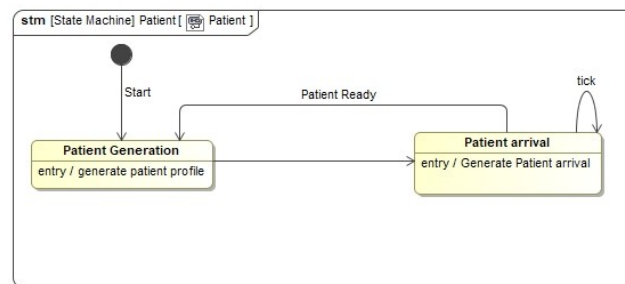 stm [State Machine] Patient [ Patient ]
Start
Patient Ready
tick
Patient Generation
entry / generate patient profile
Patient arrival
entry / Generate Patient arrival